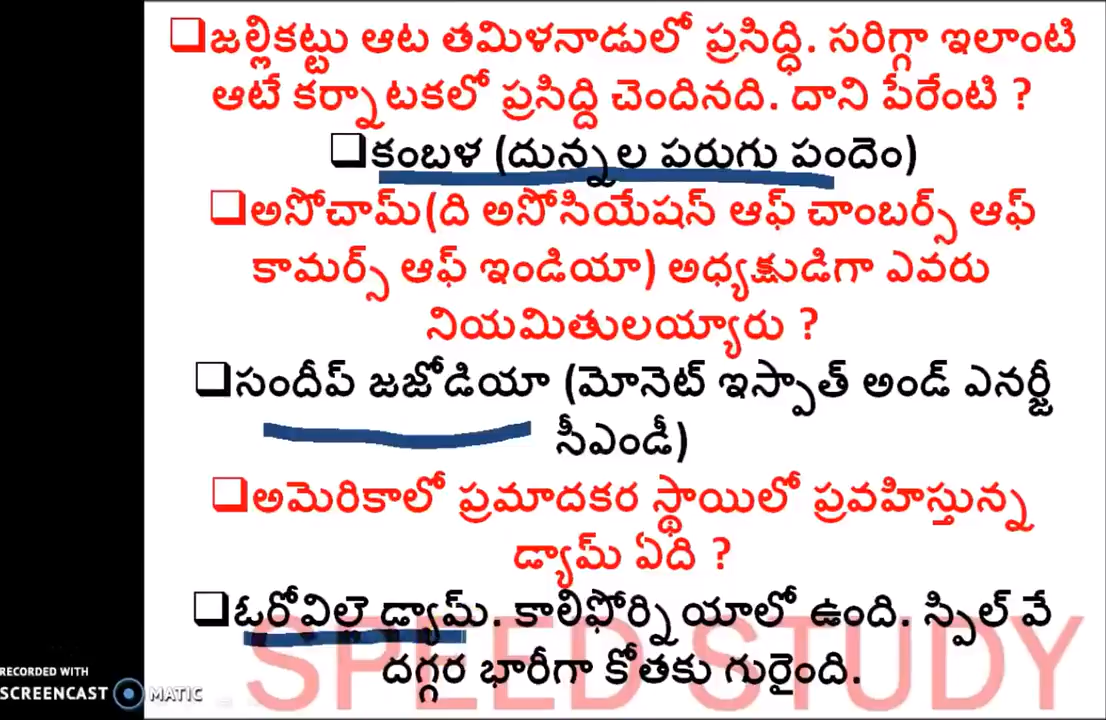 ❑జల్లికట్టు ఆట తమిళనాడులో ప్రసిద్ధి. సరిగ్గా ఇలాంటి
ఆటే కర్నాటకలో ప్రసిద్ది చెందినది. దాని పేరేంటి ?
❑కంబళ (దున్నల పరుగు పందెం)
❑అసోచామ్(ది అసోసియేషన్ ఆఫ్ చాంబర్స్ ఆఫ్
కామర్స్ ఆఫ్ ఇండియా) అధ్యక్షుడిగా ఎవరు
నియమితులయ్యారు ?
❑సందీప్ జజోడియా (మోనెట్ ఇస్పాత్ అండ్ ఎనర్జీ
సీఎండీ)
❑అమెరికాలో ప్రమాదకర స్థాయిలో ప్రవహిస్తున్న
డ్యామ్ ఏది ?
❑ఓరోవిల్లె డ్యామ్. కాలిఫోర్నియాలో ఉంది. స్పిల్ వే
దగ్గర భారీగా కోతకు గురైంది.
SPEED STUDY
RECORDED WITH
SCREENCAST MATIC